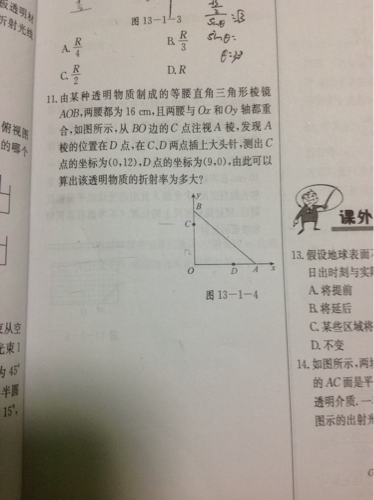 板透明材
折射光线
图 13-1-3
sinθ=
A. R/4
B. R/3
C. R/2
D. R
11. 由某种透明物质制成的等腰直角三角形棱镜
AOB,两腰都为 16 cm,且两腰与 Ox 和 Oy 轴都重
合,如图所示,从 BO 边的 C 点注视 A 棱,发现 A
棱的位置在 D 点,在 C、D 两点插上大头针,测出 C
点的坐标为(0,12),D 点的坐标为(9,0),由此可以
算出该透明物质的折射率为多大?
y
B
C
O
D
A
x
图 13-1-4
俯视图
的哪个
度从空
光束 1
为 45°
半圆
15°,
课外
13. 假设地球表面
日出时刻与实
A. 将提前
B. 将延后
C. 某些区域将
D. 不变
14. 如图所示,两
的 AC 面是平
透明介质.一
图示的出射光